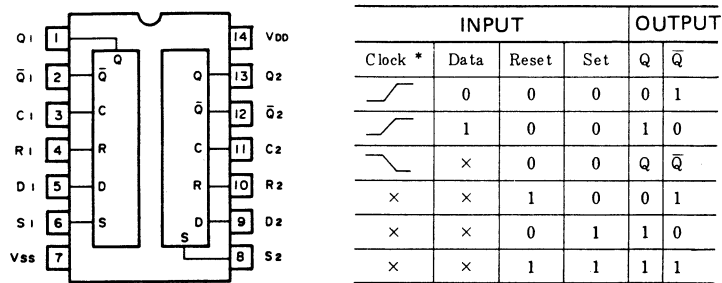 Q1 1 14 VDD
Q
Q̅1 2 Q̅ Q 13 Q2
C1 3 C Q̅ 12 Q̅2
R1 4 R C 11 C2
D1 5 D R 10 R2
S1 6 S D 9 D2
S
VSS 7 8 S2
INPUT OUTPUT
Clock * Data Reset Set Q Q̅
0 0 0 0 1
1 0 0 1 0
× 0 0 Q Q̅
× × 1 0 0 1
× × 0 1 1 0
× × 1 1 1 1